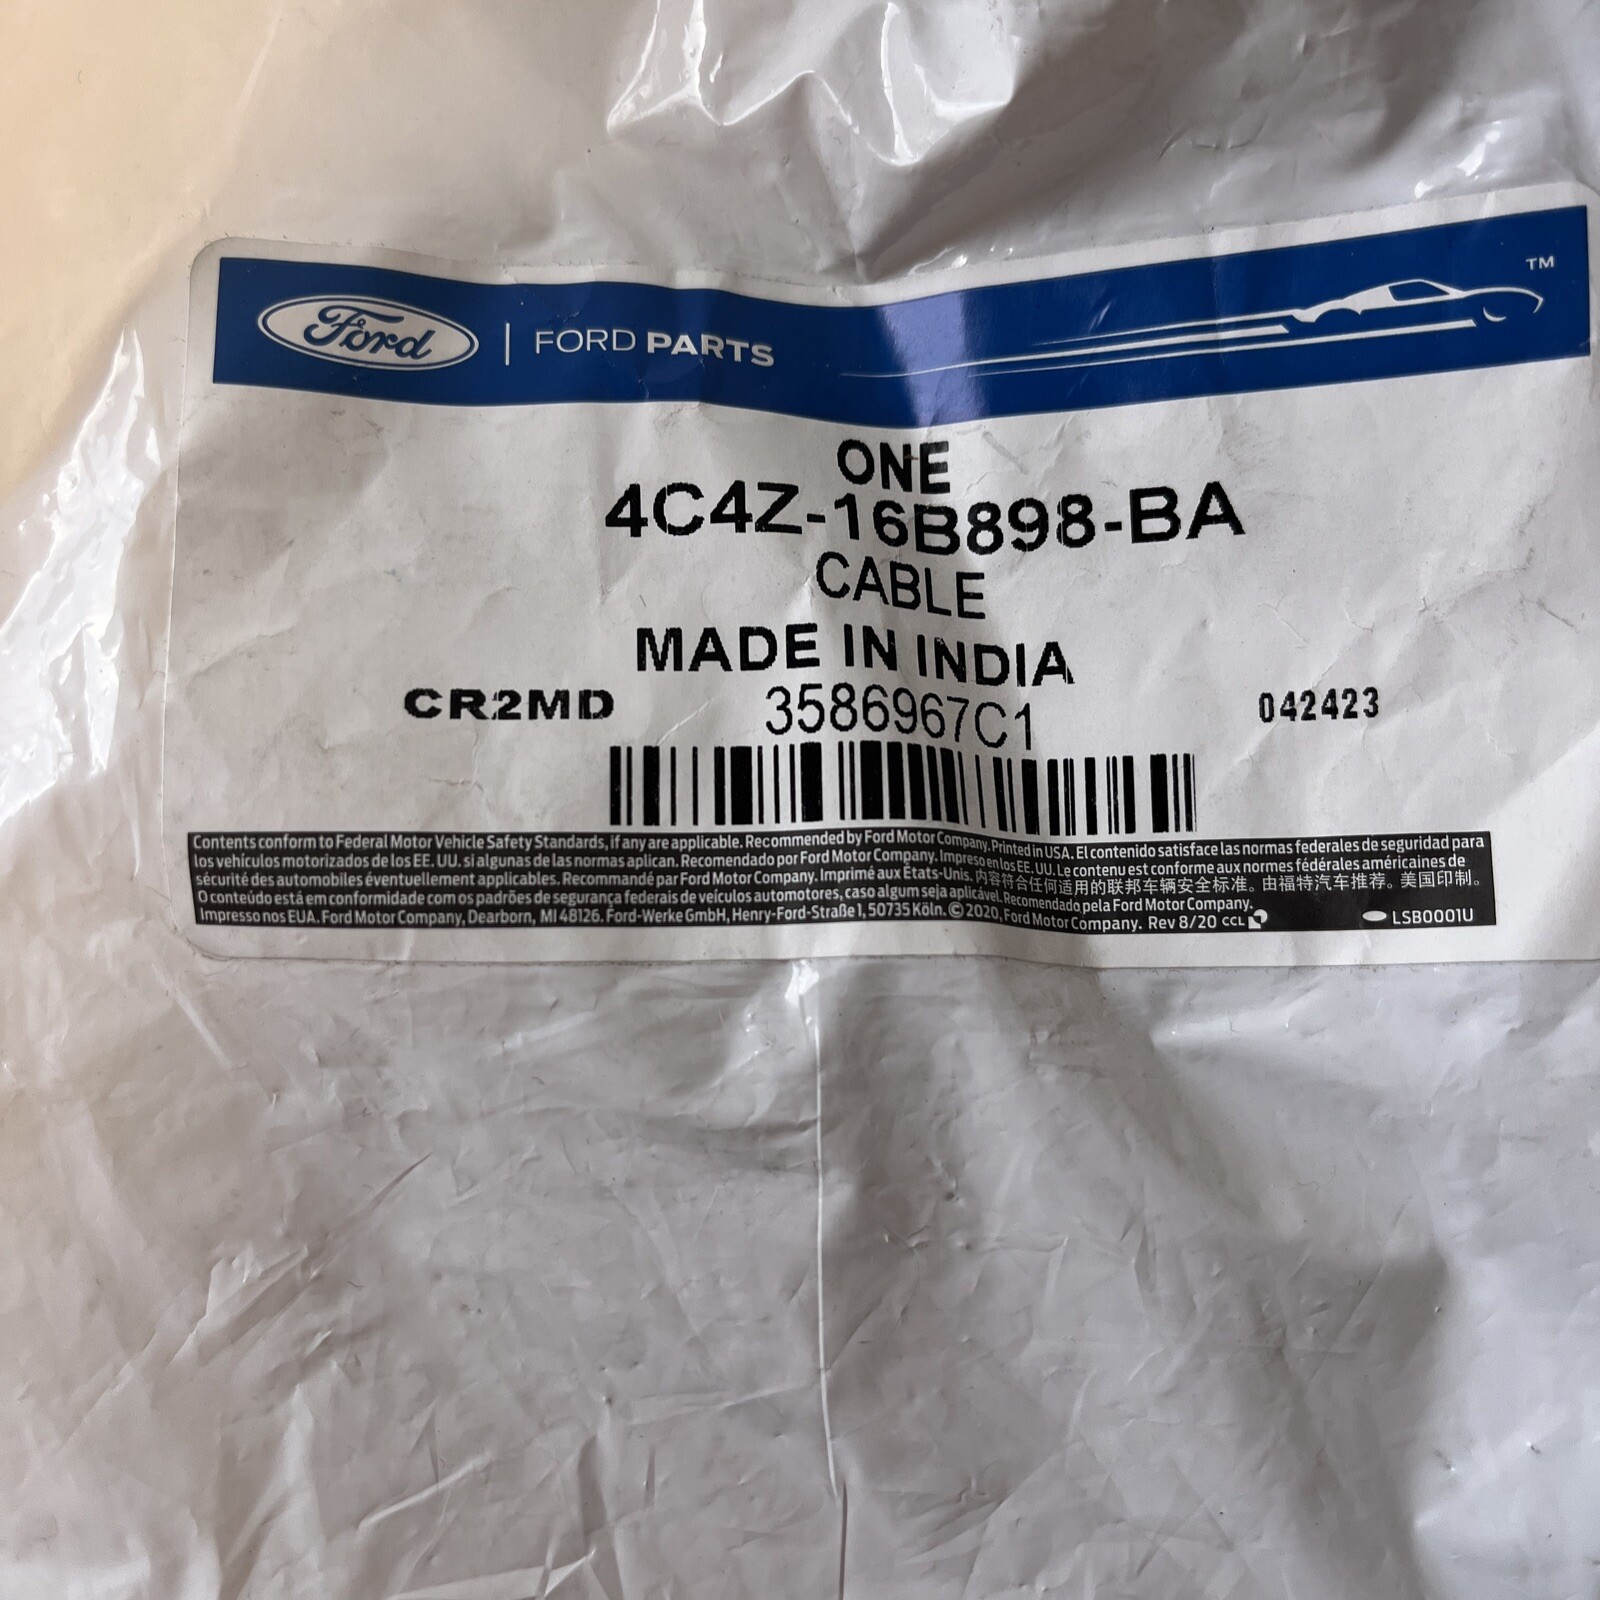 Ford | FORD PARTS
TM
ONE
4C4Z-16B898-BA
CABLE
MADE IN INDIA
CR2MD 3586967C1 042423
Contents conform to Federal Motor Vehicle Safety Standards, if any are applicable. Recommended by Ford Motor Company. Printed in USA. El contenido satisface las normas federales de seguridad para
los vehículos motorizados de los EE. UU. si algunas de las normas aplican. Recomendado por Ford Motor Company. Impreso en los EE. UU. Le contenu est conforme aux normes fédérales américaines de
sécurité des automobiles éventuellement applicables. Recommandé par Ford Motor Company. Imprimé aux États-Unis. 内容符合任何适用的联邦车辆安全标准。由福特汽车推荐。美国印制。
O conteúdo está em conformidade com os padrões de segurança federais de veículos automotores, caso algum seja aplicável. Recomendado pela Ford Motor Company.
Impresso nos EUA. Ford Motor Company, Dearborn, MI 48126. Ford-Werke GmbH, Henry-Ford-Straße 1, 50735 Köln. © 2020, Ford Motor Company. Rev 8/20 CCL LSB0001U